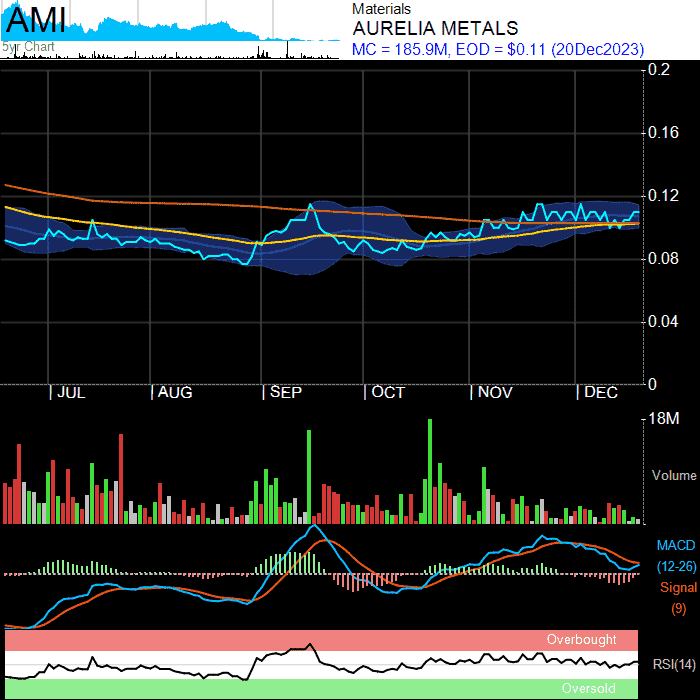 AMI
5yr Chart
Materials
AURELIA METALS
MC = 185.9M, EOD = $0.11 (20Dec2023)
0.2
0.16
0.12
0.08
0.04
0
| JUL | AUG | SEP | OCT | NOV | DEC
18M
Volume
MACD
(12-26)
Signal
(9)
Overbought
RSI(14)
Oversold